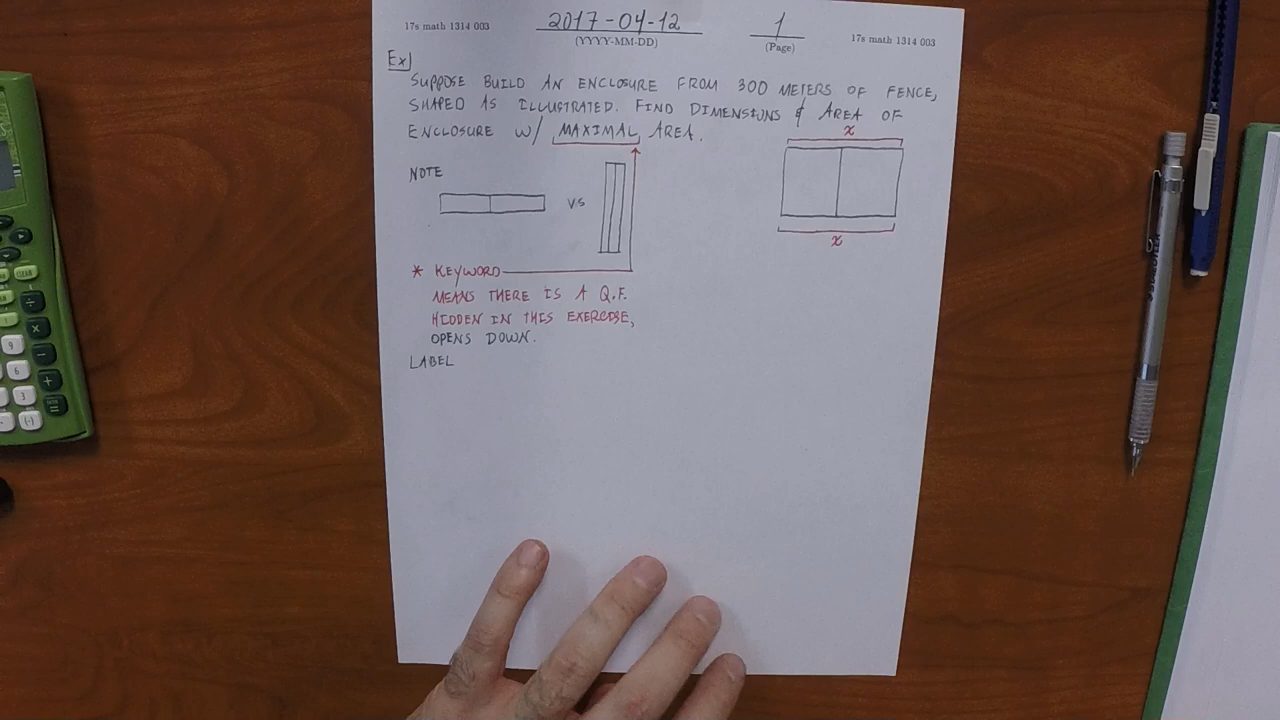 17s math 1314 003
2017-04-12
(YYYY-MM-DD)
1
(Page)
17s math 1314 003
Ex)
SUPPOSE BUILD AN ENCLOSURE FROM 300 METERS OF FENCE,
SHAPED AS ILLUSTRATED. FIND DIMENSIONS & AREA OF
ENCLOSURE W/ MAXIMAL AREA.
x
NOTE
VS
x
* KEYWORD
MEANS THERE IS A Q.F.
HIDDEN IN THIS EXERCISE,
OPENS DOWN.
LABEL